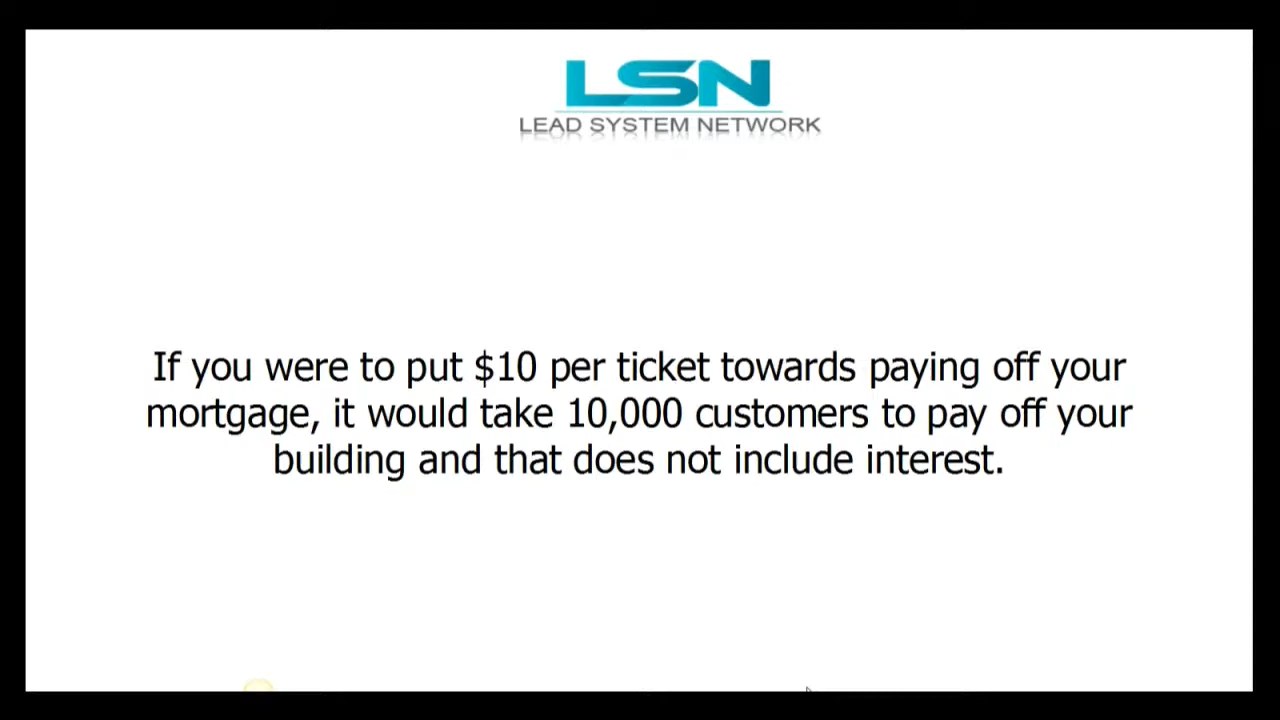 LSN
LEAD SYSTEM NETWORK
If you were to put $10 per ticket towards paying off your
mortgage, it would take 10,000 customers to pay off your
building and that does not include interest.